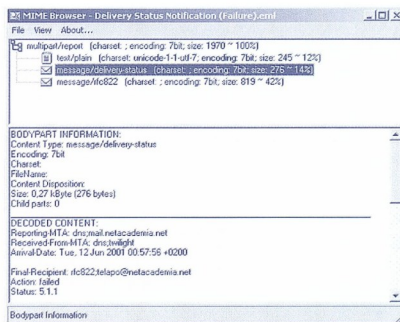 MIME Browser - Delivery Status Notification (Failure).eml
File View About...
multipart/report (charset: ; encoding: 7bit; size: 1970 ~ 100%)
text/plain (charset: unicode-1-1-utf-7; encoding: 7bit; size: 245 ~ 12%)
message/delivery-status (charset: ; encoding: 7bit; size: 276 ~ 14%)
message/rfc822 (charset: ; encoding: 7bit; size: 819 ~ 42%)
BODYPART INFORMATION:
Content Type: message/delivery-status
Encoding: 7bit
Charset:
FileName:
Content Disposition:
Size: 0,27 kByte (276 bytes)
Child parts: 0
DECODED CONTENT:
Reporting-MTA: dns;mail.netacademia.net
Received-From-MTA: dns;twilight
Arrival-Date: Tue, 12 Jun 2001 00:57:56 +0200
Final-Recipient: rfc822;telapo@netacademia.net
Action: failed
Status: 5.1.1
Bodypart Information